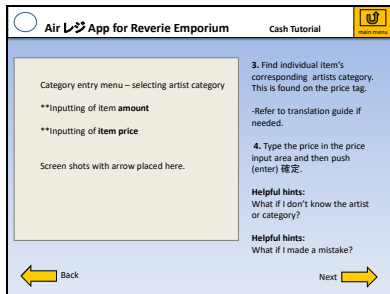 Air レジ App for Reverie Emporium
Cash Tutorial
main menu
Category entry menu – selecting artist category
**Inputting of item amount
**Inputting of item price
Screen shots with arrow placed here.
3. Find individual item's
corresponding artists category.
This is found on the price tag.
-Refer to translation guide if
needed.
4. Type the price in the price
input area and then push
(enter) 確定.
Helpful hints:
What if I don't know the artist
or category?
Helpful hints:
What if I made a mistake?
Back
Next